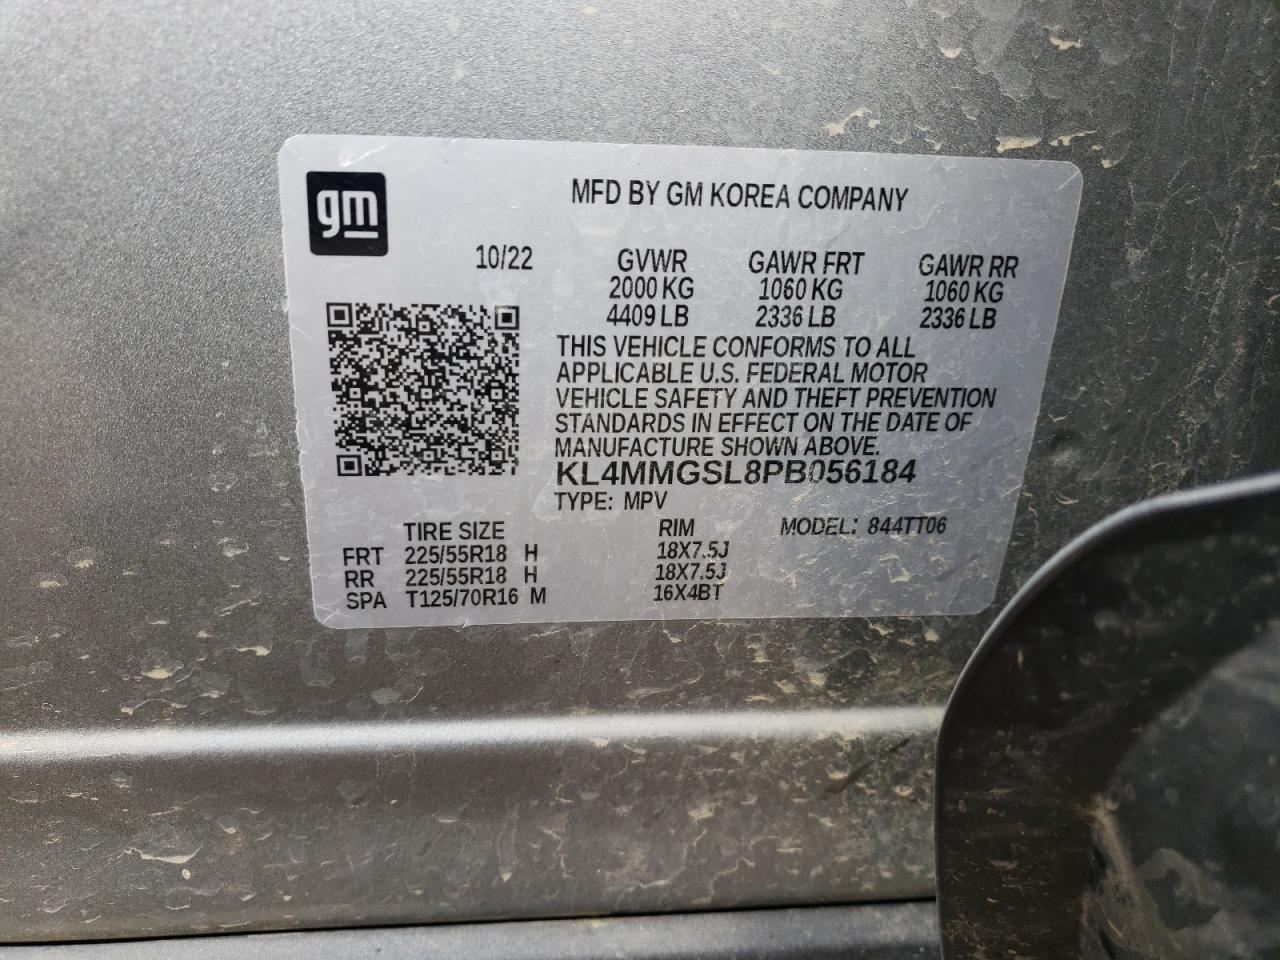 gm
MFD BY GM KOREA COMPANY
10/22 GVWR GAWR FRT GAWR RR
2000 KG 1060 KG 1060 KG
4409 LB 2336 LB 2336 LB
THIS VEHICLE CONFORMS TO ALL
APPLICABLE U.S. FEDERAL MOTOR
VEHICLE SAFETY AND THEFT PREVENTION
STANDARDS IN EFFECT ON THE DATE OF
MANUFACTURE SHOWN ABOVE.
KL4MMGSL8PB056184
TYPE: MPV
TIRE SIZE RIM MODEL: 844TT06
FRT 225/55R18 H 18X7.5J
RR 225/55R18 H 18X7.5J
SPA T125/70R16 M 16X4BT